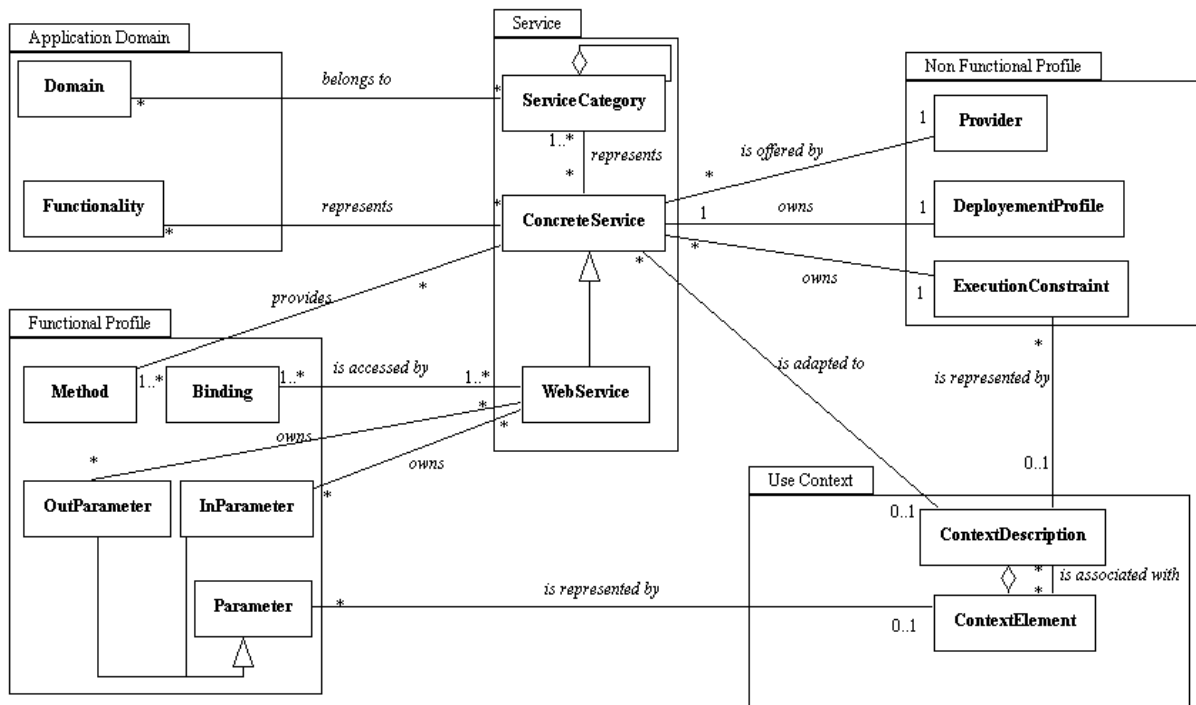 Service
Application Domain
Domain
*
belongs to
*
ServiceCategory
1..*
represents
*
Non Functional Profile
1
Provider
is offered by
*
Functionality
*
represents
*
ConcreteService
1
owns
1
DeployementProfile
*
*
owns
1
ExecutionConstraint
*
provides
*
Functional Profile
Method
1..*
Binding
1..*
is accessed by
1..*
WebService
is adapted to
is represented by
*
owns
*
*
owns
*
OutParameter
InParameter
0..1
Use Context
0..1
ContextDescription
*
is associated with
*
Parameter
*
is represented by
0..1
ContextElement